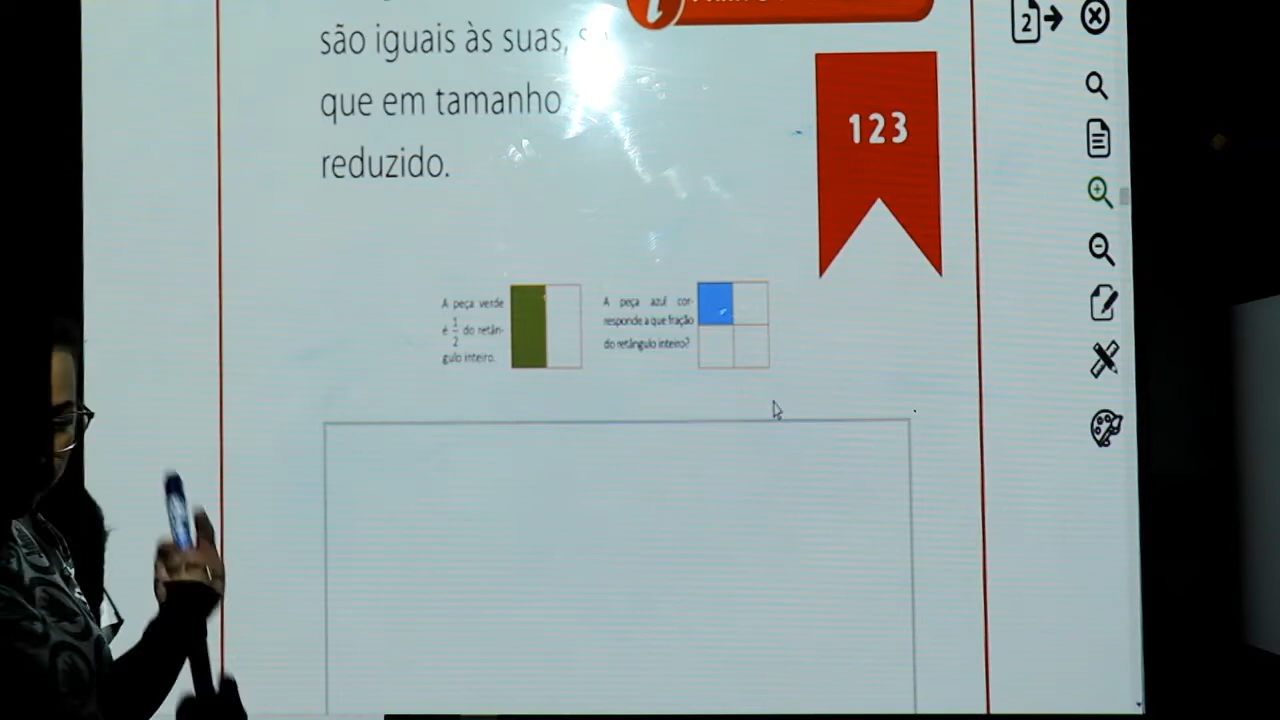 são iguais às suas,
que em tamanho
reduzido.
123
2
A peça verde
é 1/2 do retân-
gulo inteiro.
A peça azul cor-
responde a que fração
do retângulo inteiro?